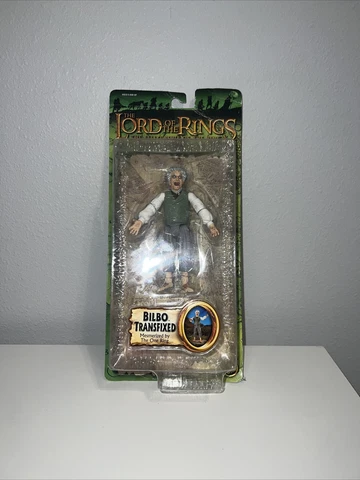 THE
LORD OF THE RINGS
BILBO
TRANSFIXED
Mesmerized by
The One Ring